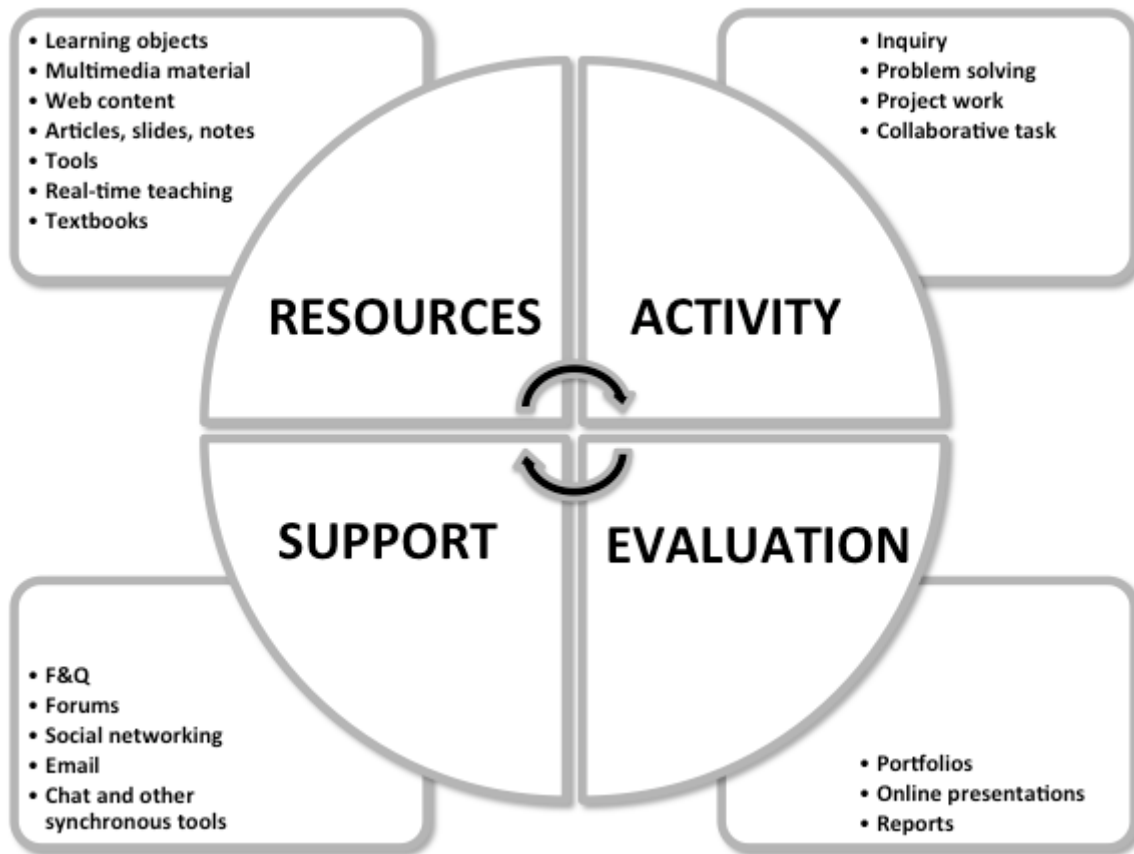 • Learning objects
• Multimedia material
• Web content
• Articles, slides, notes
• Tools
• Real-time teaching
• Textbooks
• Inquiry
• Problem solving
• Project work
• Collaborative task
RESOURCES
ACTIVITY
SUPPORT
EVALUATION
• F&Q
• Forums
• Social networking
• Email
• Chat and other
synchronous tools
• Portfolios
• Online presentations
• Reports